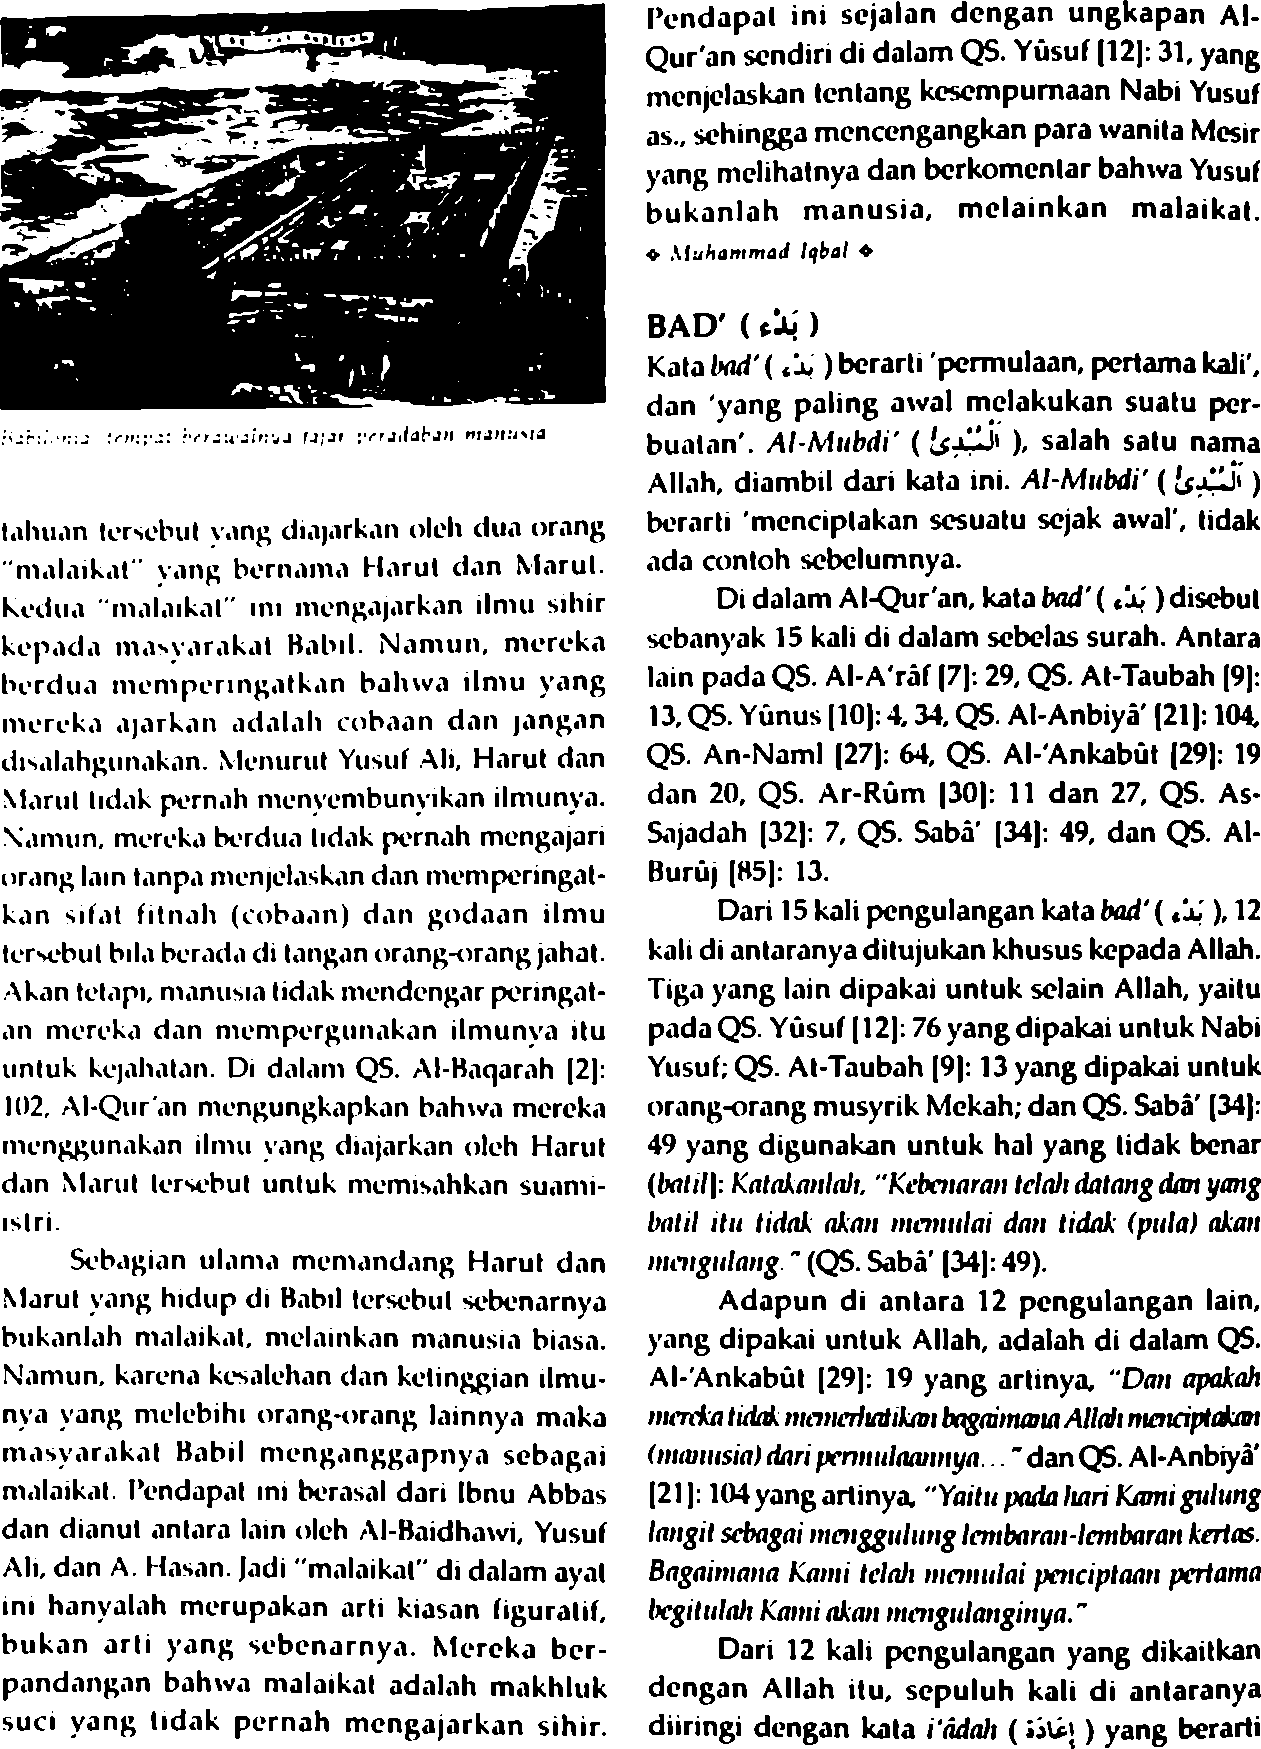 Babilonia tempat berawalnya fajar peradaban manusia
tahuan tersebut yang diajarkan oleh dua orang
"malaikat" yang bernama Harut dan Marut.
Kedua "malaikat" ini mengajarkan ilmu sihir
kepada masyarakat Babil. Namun, mereka
berdua memperingatkan bahwa ilmu yang
mereka ajarkan adalah cobaan dan jangan
disalahgunakan. Menurut Yusuf Ali, Harut dan
Marut tidak pernah menyembunyikan ilmunya.
Namun, mereka berdua tidak pernah mengajari
orang lain tanpa menjelaskan dan memperingat-
kan sifat fitnah (cobaan) dan godaan ilmu
tersebut bila berada di tangan orang-orang jahat.
Akan tetapi, manusia tidak mendengar peringat-
an mereka dan mempergunakan ilmunya itu
untuk kejahatan. Di dalam QS. Al-Baqarah [2]:
102, Al-Qur'an mengungkapkan bahwa mereka
menggunakan ilmu yang diajarkan oleh Harut
dan Marut tersebut untuk memisahkan suami-
istri.
Sebagian ulama memandang Harut dan
Marut yang hidup di Babil tersebut sebenarnya
bukanlah malaikat, melainkan manusia biasa.
Namun, karena kesalehan dan ketinggian ilmu-
nya yang melebihi orang-orang lainnya maka
masyarakat Babil menganggapnya sebagai
malaikat. Pendapat ini berasal dari Ibnu Abbas
dan dianut antara lain oleh Al-Baidhawi, Yusuf
Ali, dan A. Hasan. Jadi "malaikat" di dalam ayat
ini hanyalah merupakan arti kiasan figuratif,
bukan arti yang sebenarnya. Mereka ber-
pandangan bahwa malaikat adalah makhluk
suci yang tidak pernah mengajarkan sihir.
Pendapat ini sejalan dengan ungkapan Al-
Qur'an sendiri di dalam QS. Yûsuf [12]: 31, yang
menjelaskan tentang kesempurnaan Nabi Yusuf
as., sehingga mencengangkan para wanita Mesir
yang melihatnya dan berkomentar bahwa Yusuf
bukanlah manusia, melainkan malaikat.
❖ Muhammad Iqbal ❖
BAD' ( بَدْء )
Kata bad' ( بَدْء ) berarti 'permulaan, pertama kali',
dan 'yang paling awal melakukan suatu per-
buatan'. Al-Mubdi' ( اَلْمُبْدِئ ), salah satu nama
Allah, diambil dari kata ini. Al-Mubdi' ( اَلْمُبْدِئ )
berarti 'menciptakan sesuatu sejak awal', tidak
ada contoh sebelumnya.
Di dalam Al-Qur'an, kata bad' ( بَدْء ) disebut
sebanyak 15 kali di dalam sebelas surah. Antara
lain pada QS. Al-A'râf [7]: 29, QS. At-Taubah [9]:
13, QS. Yûnus [10]: 4, 34, QS. Al-Anbiyâ' [21]: 104,
QS. An-Naml [27]: 64, QS. Al-'Ankabût [29]: 19
dan 20, QS. Ar-Rûm [30]: 11 dan 27, QS. As-
Sajadah [32]: 7, QS. Sabâ' [34]: 49, dan QS. Al-
Burûj [85]: 13.
Dari 15 kali pengulangan kata bad' ( بَدْء ), 12
kali di antaranya ditujukan khusus kepada Allah.
Tiga yang lain dipakai untuk selain Allah, yaitu
pada QS. Yûsuf [12]: 76 yang dipakai untuk Nabi
Yusuf; QS. At-Taubah [9]: 13 yang dipakai untuk
orang-orang musyrik Mekah; dan QS. Sabâ' [34]:
49 yang digunakan untuk hal yang tidak benar
(batil]: Katakanlah, "Kebenaran telah datang dan yang
batil itu tidak akan memulai dan tidak (pula) akan
mengulang." (QS. Sabâ' [34]: 49).
Adapun di antara 12 pengulangan lain,
yang dipakai untuk Allah, adalah di dalam QS.
Al-'Ankabût [29]: 19 yang artinya, "Dan apakah
mereka tidak memerhatikan bagaimana Allah menciptakan
(manusia) dari permulaannya..." dan QS. Al-Anbiyâ'
[21]: 104 yang artinya, "Yaitu pada hari Kami gulung
langit sebagai menggulung lembaran-lembaran kertas.
Bagaimana Kami telah memulai penciptaan pertama
begitulah Kami akan mengulanginya."
Dari 12 kali pengulangan yang dikaitkan
dengan Allah itu, sepuluh kali di antaranya
diiringi dengan kata i'âdah ( إِعَادَة ) yang berarti